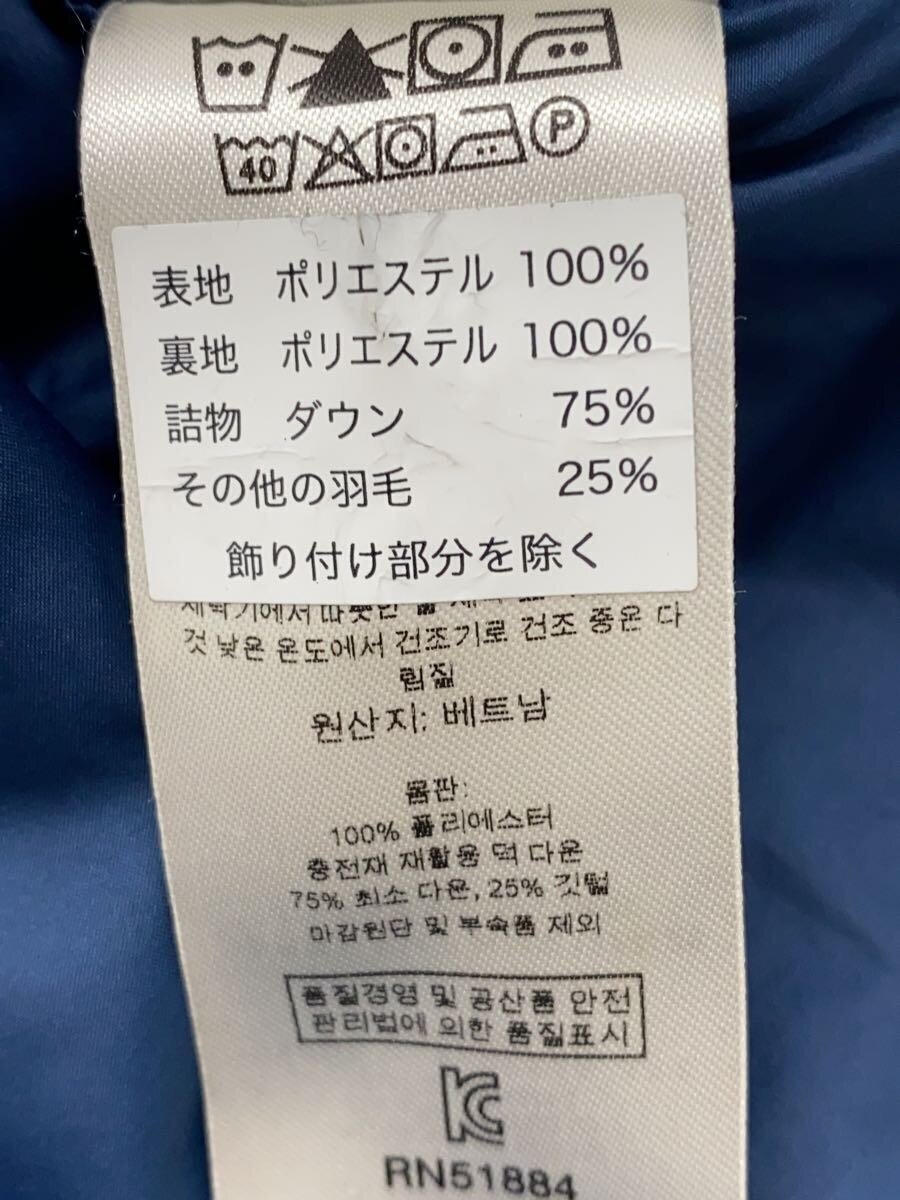 40
P
表地 ポリエステル 100%
裏地 ポリエステル 100%
詰物 ダウン 75%
その他の羽毛 25%
飾り付け部分を除く
것 낮은 온도에서 건조기로 건조 중온 다
림질
원산지: 베트남
몸판:
100% 폴리에스터
충전재 재활용 덕 다운
75% 최소 다운, 25% 깃털
마감원단 및 부속품 제외
품질경영 및 공산품 안전
관리법에 의한 품질표시
KC
RN51884